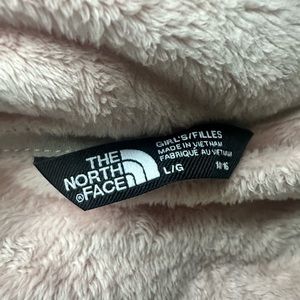 THE
NORTH
FACE
®
GIRL'S/FILLES
MADE IN VIETNAM
FABRIQUÉ AU VIETNAM
L/G